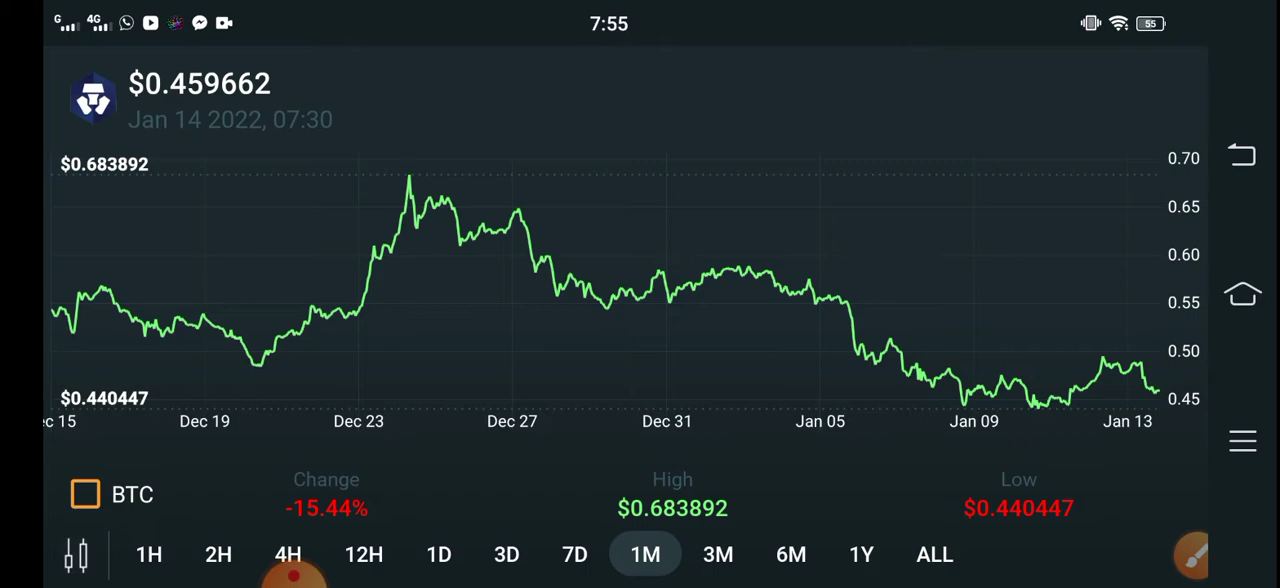 G 4G 7:55 55
$0.459662
Jan 14 2022, 07:30
$0.683892
0.70
0.65
0.60
0.55
0.50
$0.440447 0.45
c 15 Dec 19 Dec 23 Dec 27 Dec 31 Jan 05 Jan 09 Jan 13
Change High Low
BTC -15.44% $0.683892 $0.440447
1H 2H 4H 12H 1D 3D 7D 1M 3M 6M 1Y ALL